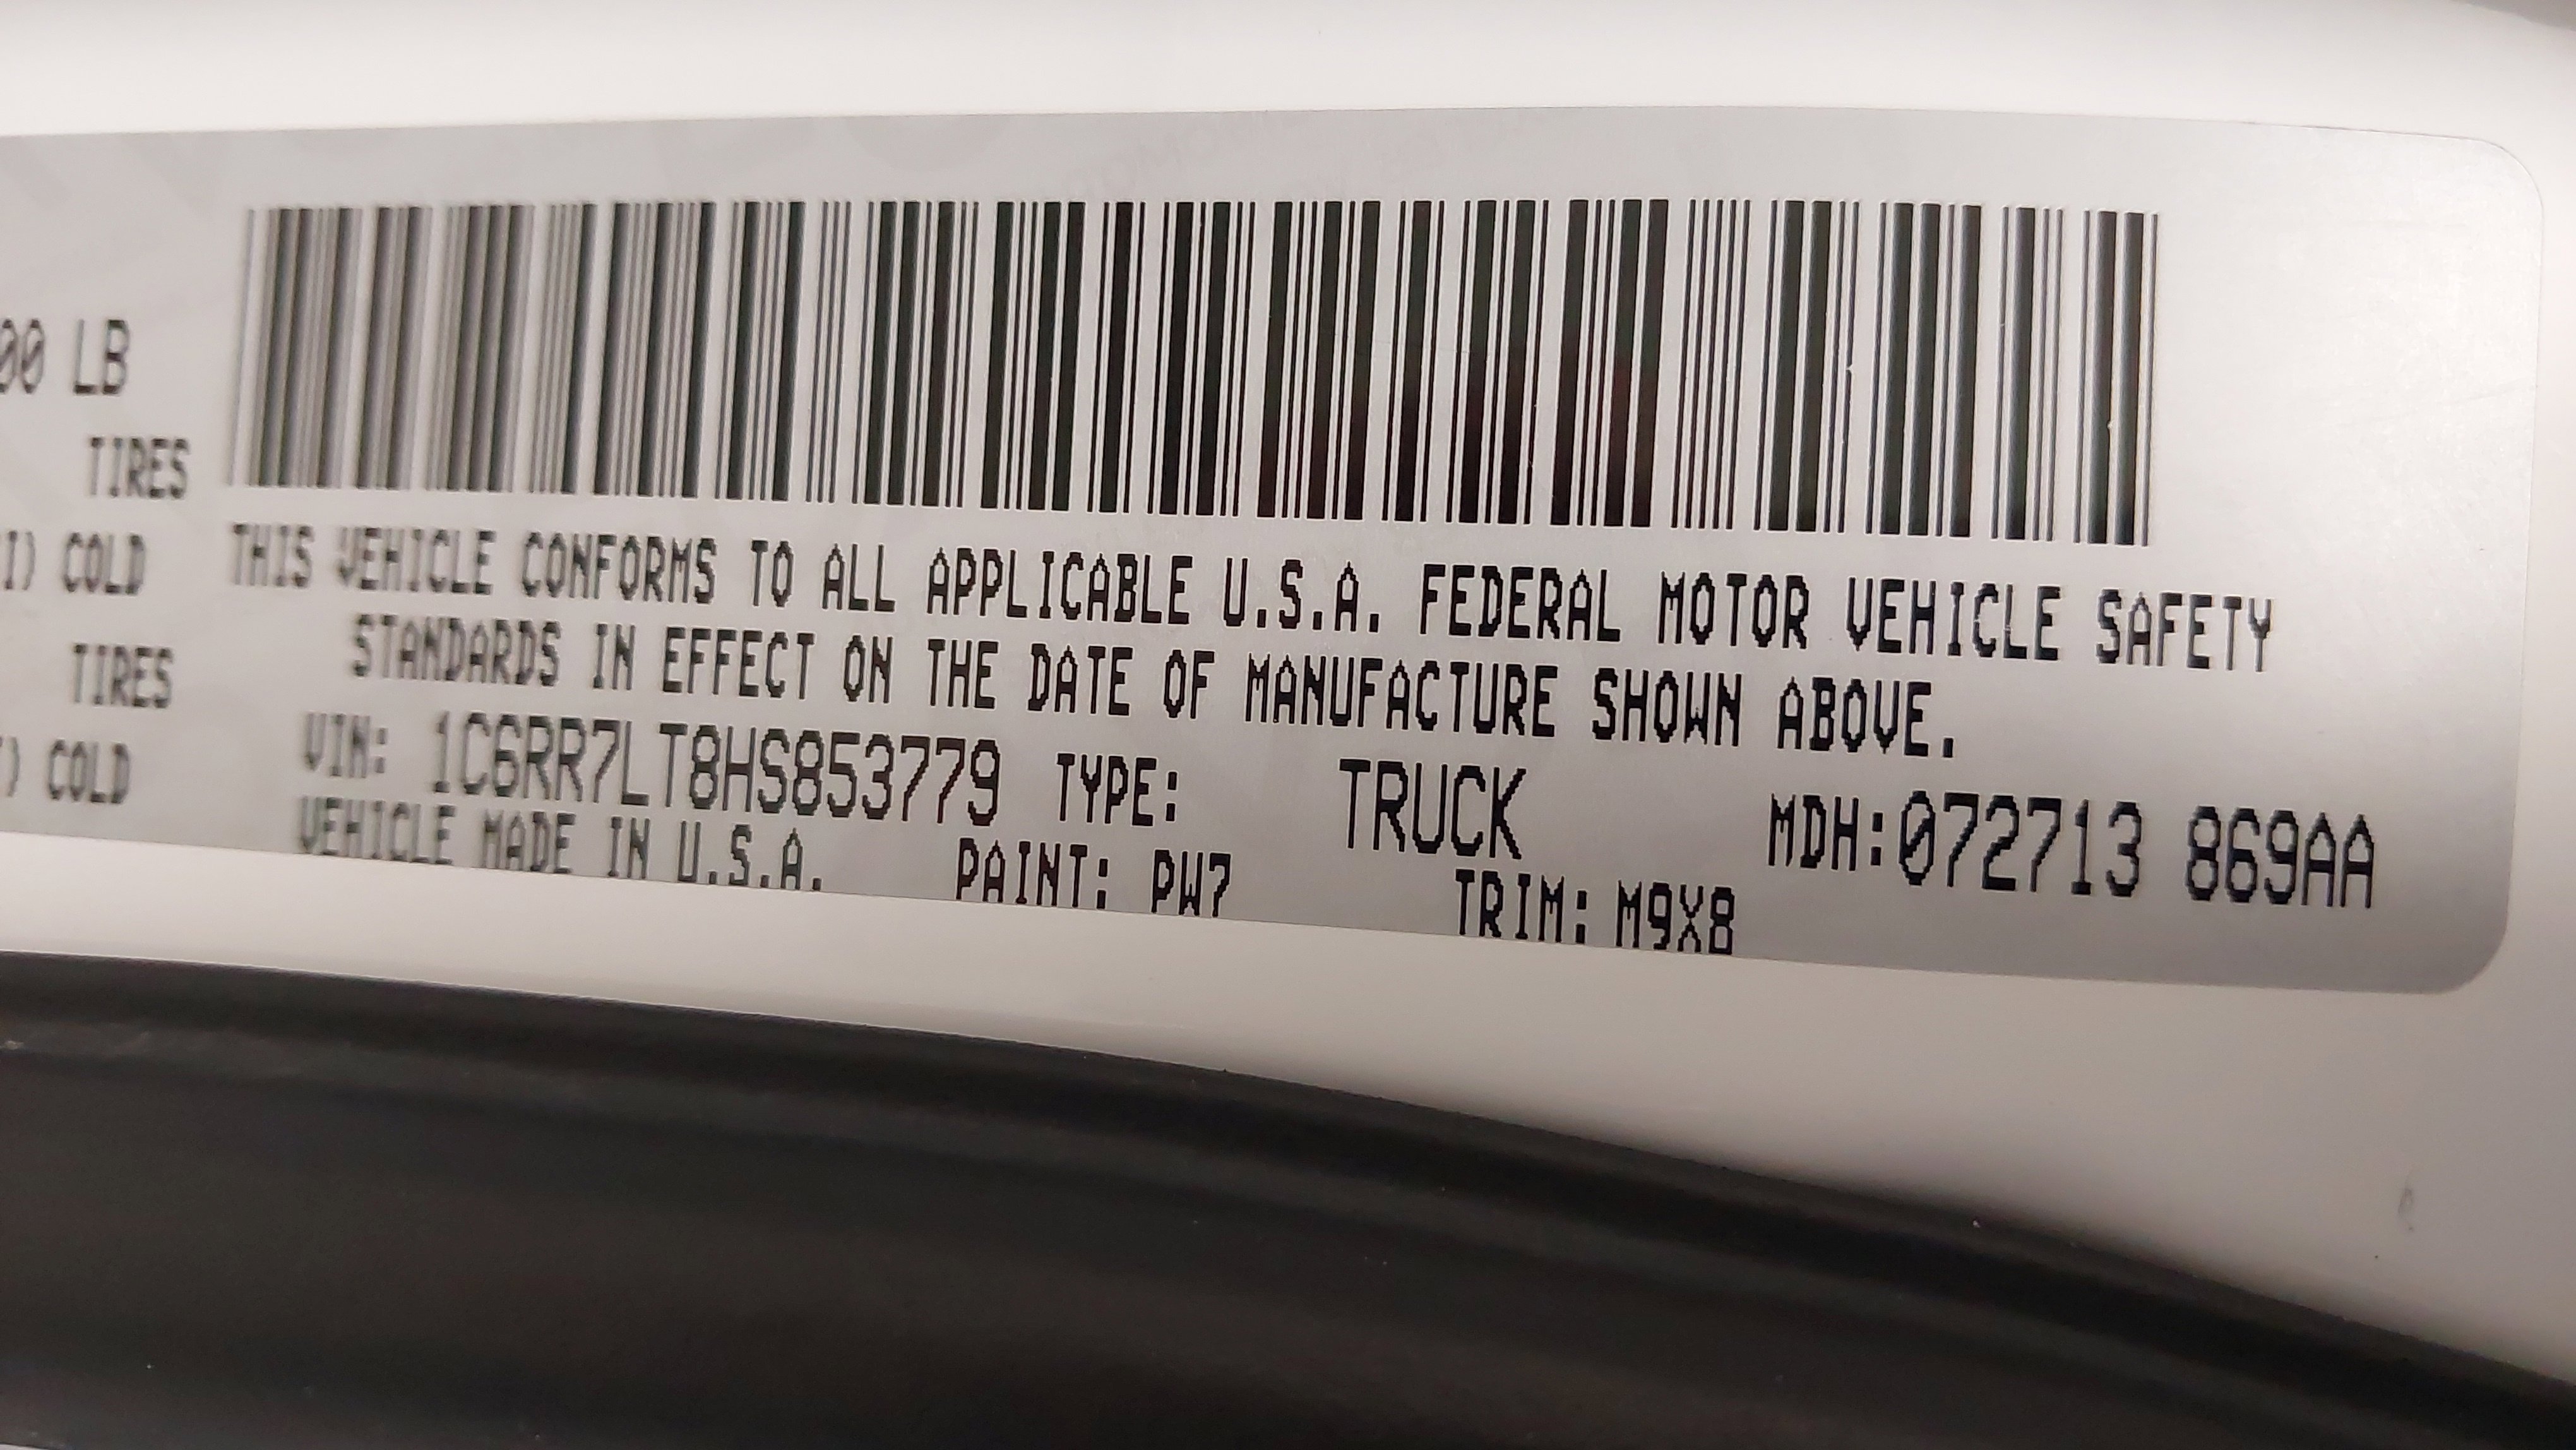 00 LB
TIRES
I) COLD
TIRES
) COLD
THIS VEHICLE CONFORMS TO ALL APPLICABLE U.S.A. FEDERAL MOTOR VEHICLE SAFETY
STANDARDS IN EFFECT ON THE DATE OF MANUFACTURE SHOWN ABOVE.
VIN: 1C6RR7LT8HS853779 TYPE: TRUCK MDH:072713 869AA
VEHICLE MADE IN U.S.A. PAINT: PW7 TRIM: M9X8